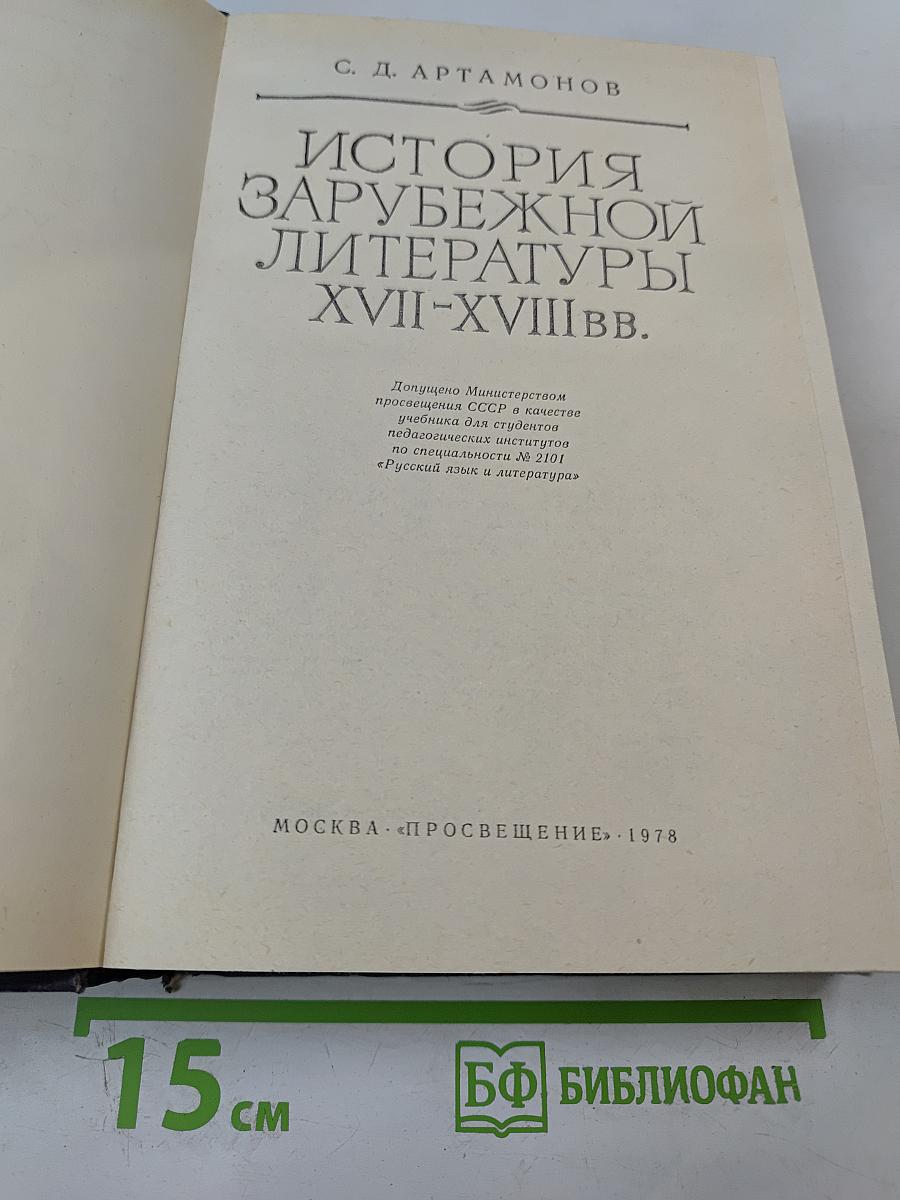 С. Д. АРТАМОНОВ
ИСТОРИЯ
ЗАРУБЕЖНОЙ
ЛИТЕРАТУРЫ
XVII–XVIII ВВ.
Допущено Министерством
просвещения СССР в качестве
учебника для студентов
педагогических институтов
по специальности № 2101
«Русский язык и литература»
МОСКВА · «ПРОСВЕЩЕНИЕ» · 1978
15 см
БФ БИБЛИОФАН